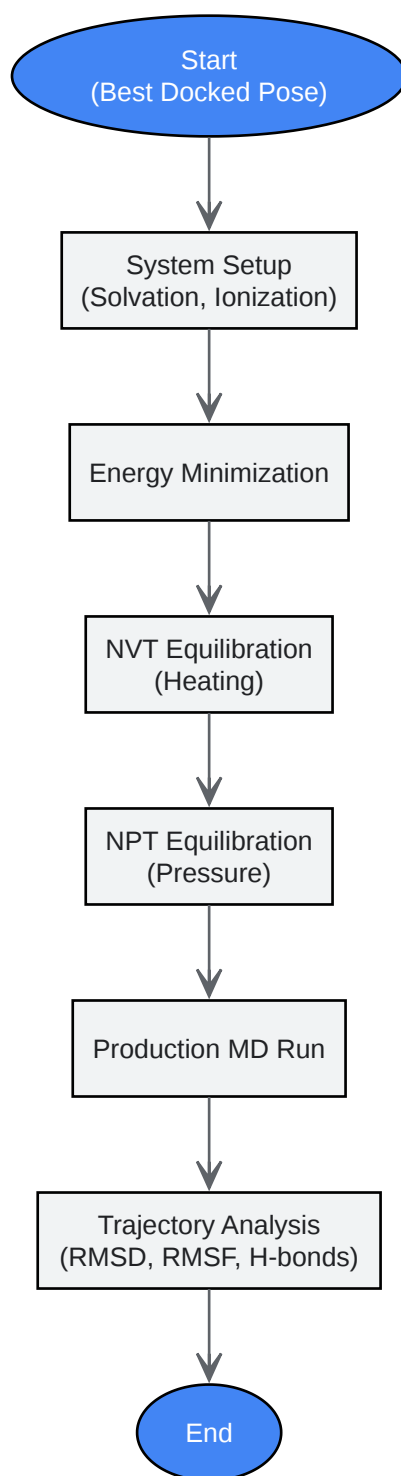 Start
(Best Docked Pose)
System Setup
(Solvation, Ionization)
Energy Minimization
NVT Equilibration
(Heating)
NPT Equilibration
(Pressure)
Production MD Run
Trajectory Analysis
(RMSD, RMSF, H-bonds)
End